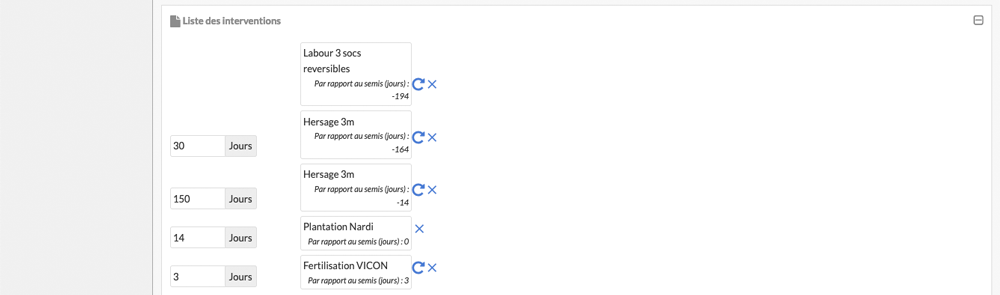 Liste des interventions
Labour 3 socs
reversibles
Par rapport au semis (jours) :
-194
Hersage 3m
Par rapport au semis (jours) :
-164
30 Jours
Hersage 3m
Par rapport au semis (jours) :
-14
150 Jours
Plantation Nardi
Par rapport au semis (jours) : 0
14 Jours
Fertilisation VICON
Par rapport au semis (jours) : 3
3 Jours